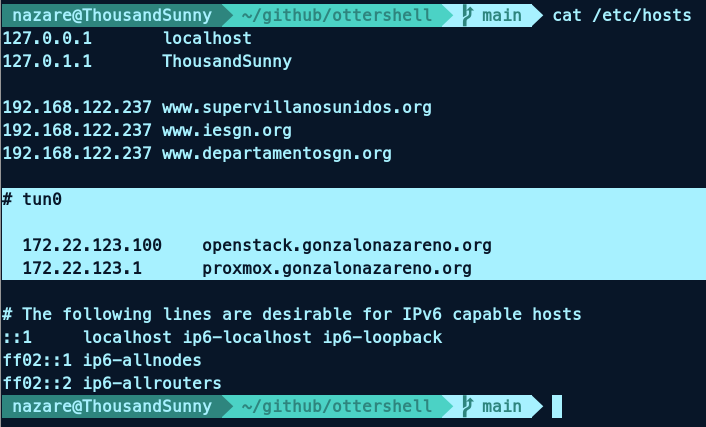 nazare@ThousandSunny ~/github/ottershell main cat /etc/hosts
127.0.0.1 localhost
127.0.1.1 ThousandSunny
192.168.122.237 www.supervillanosunidos.org
192.168.122.237 www.iesgn.org
192.168.122.237 www.departamentosgn.org
# tun0
172.22.123.100 openstack.gonzalonazareno.org
172.22.123.1 proxmox.gonzalonazareno.org
# The following lines are desirable for IPv6 capable hosts
::1 localhost ip6-localhost ip6-loopback
ff02::1 ip6-allnodes
ff02::2 ip6-allrouters
nazare@ThousandSunny ~/github/ottershell main